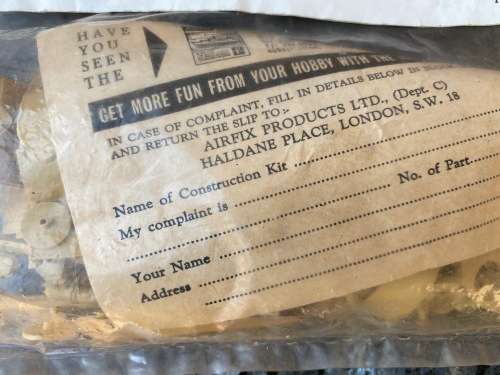 HAVE
YOU
SEEN
THE
GET MORE FUN FROM YOUR HOBBY WITH THE
IN CASE OF COMPLAINT, FILL IN DETAILS BELOW IN
AND RETURN THE SLIP TO:-
AIRFIX PRODUCTS LTD., (Dept. C)
HALDANE PLACE, LONDON, S.W. 18
Name of Construction Kit
My complaint is No. of Part
Your Name
Address